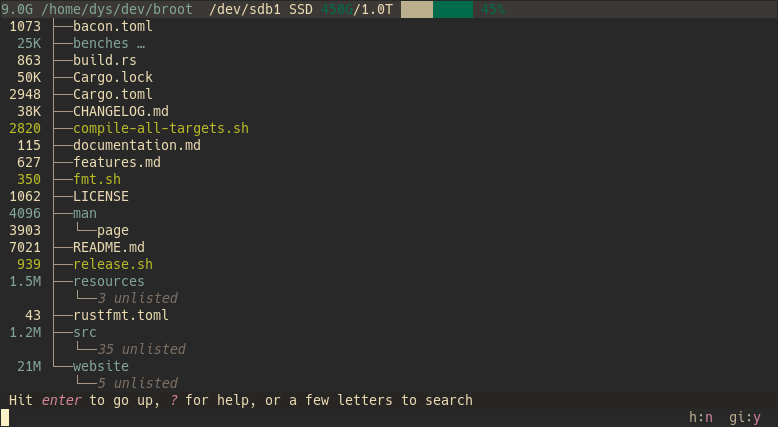 9.0G /home/dys/dev/broot  /dev/sdb1 SSD 450G/1.0T 45%
1073 ├──bacon.toml
25K ├──benches …
863 ├──build.rs
50K ├──Cargo.lock
2948 ├──Cargo.toml
38K ├──CHANGELOG.md
2820 ├──compile-all-targets.sh
115 ├──documentation.md
627 ├──features.md
350 ├──fmt.sh
1062 ├──LICENSE
4096 ├──man
3903 │  └──page
7021 ├──README.md
939 ├──release.sh
1.5M ├──resources
│  └──3 unlisted
43 ├──rustfmt.toml
1.2M ├──src
│  └──35 unlisted
21M └──website
└──5 unlisted
Hit enter to go up, ? for help, or a few letters to search
h:n  gi:y